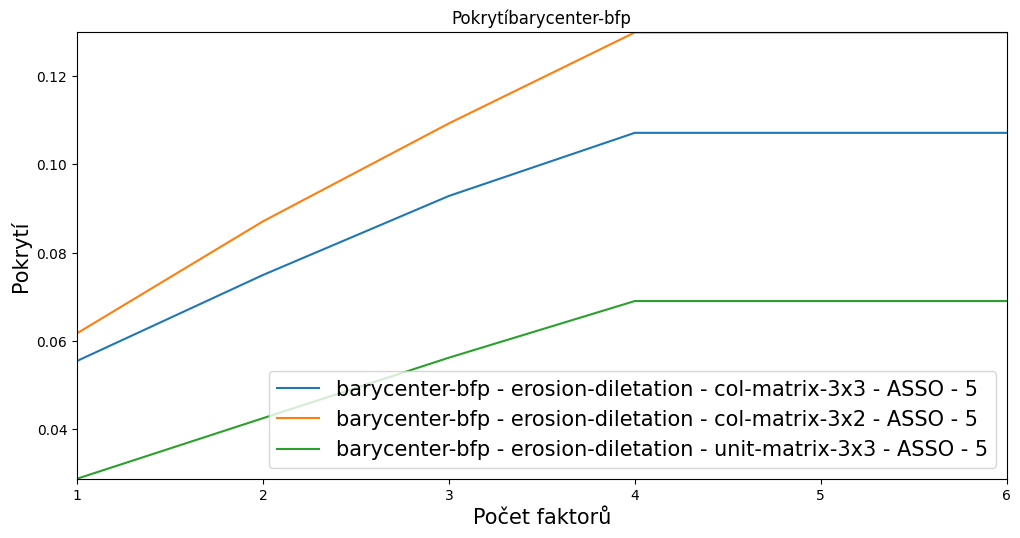 Pokrytíbarycenter-bfp
0.12
0.10
0.08
0.06
0.04
Pokrytí
barycenter-bfp - erosion-diletation - col-matrix-3x3 - ASSO - 5
barycenter-bfp - erosion-diletation - col-matrix-3x2 - ASSO - 5
barycenter-bfp - erosion-diletation - unit-matrix-3x3 - ASSO - 5
1 2 3 4 5 6
Počet faktorů